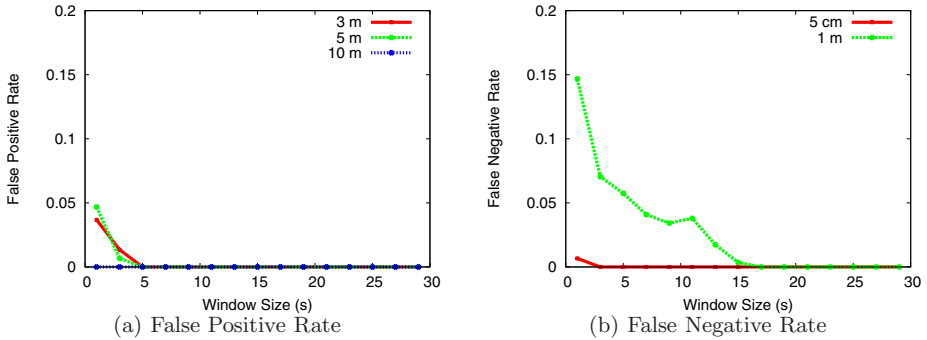 3 m
5 m
10 m
0.2
0.15
0.1
0.05
0
False Positive Rate
0 5 10 15 20 25 30
Window Size (s)
(a) False Positive Rate
5 cm
1 m
0.2
0.15
0.1
0.05
0
False Negative Rate
0 5 10 15 20 25 30
Window Size (s)
(b) False Negative Rate